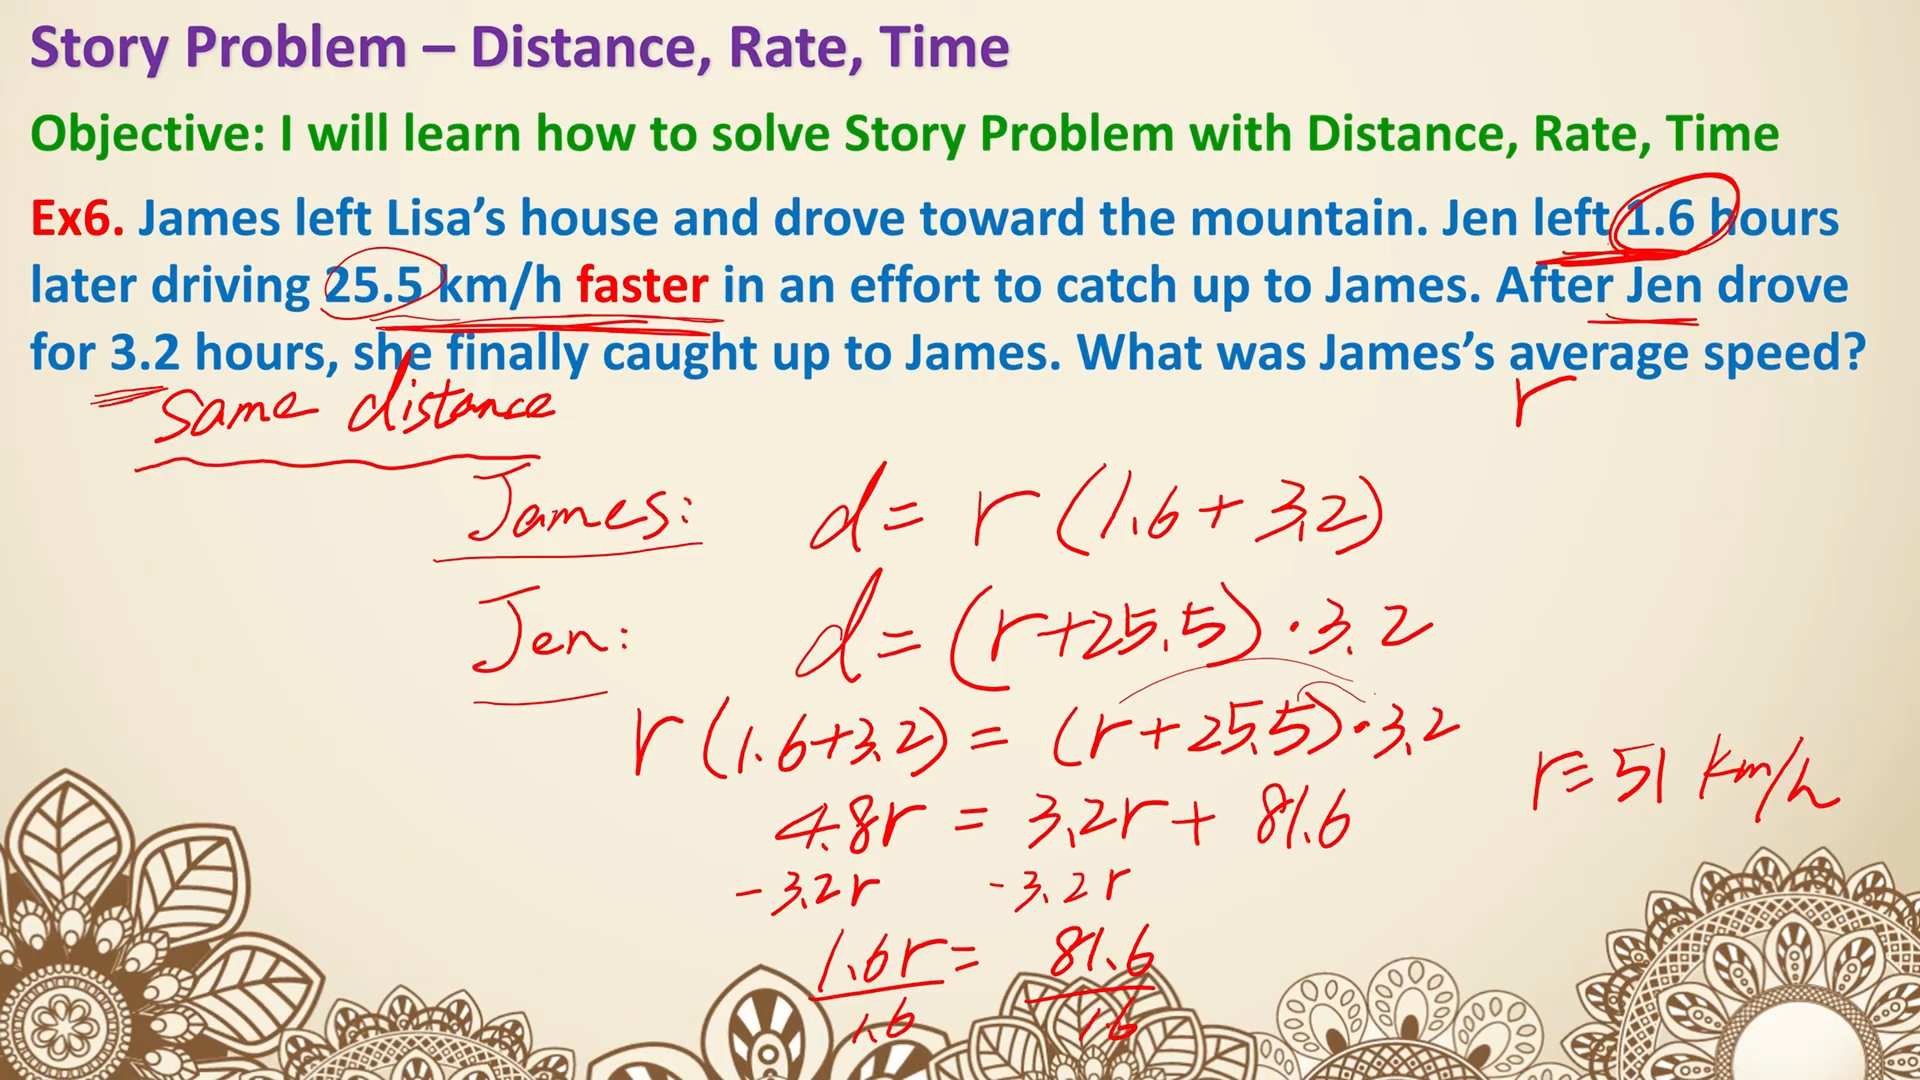 Story Problem – Distance, Rate, Time
Objective: I will learn how to solve Story Problem with Distance, Rate, Time
Ex6. James left Lisa’s house and drove toward the mountain. Jen left 1.6 hours
later driving 25.5 km/h faster in an effort to catch up to James. After Jen drove
for 3.2 hours, she finally caught up to James. What was James’s average speed?
same distance
r
James: d = r (1.6 + 3.2)
Jen: d = (r+25.5) · 3.2
r (1.6+3.2) = (r+25.5) · 3.2
r = 51 km/h
4.8r = 3.2r + 81.6
- 3.2r - 3.2r
1.6r = 81.6
1.6 1.6